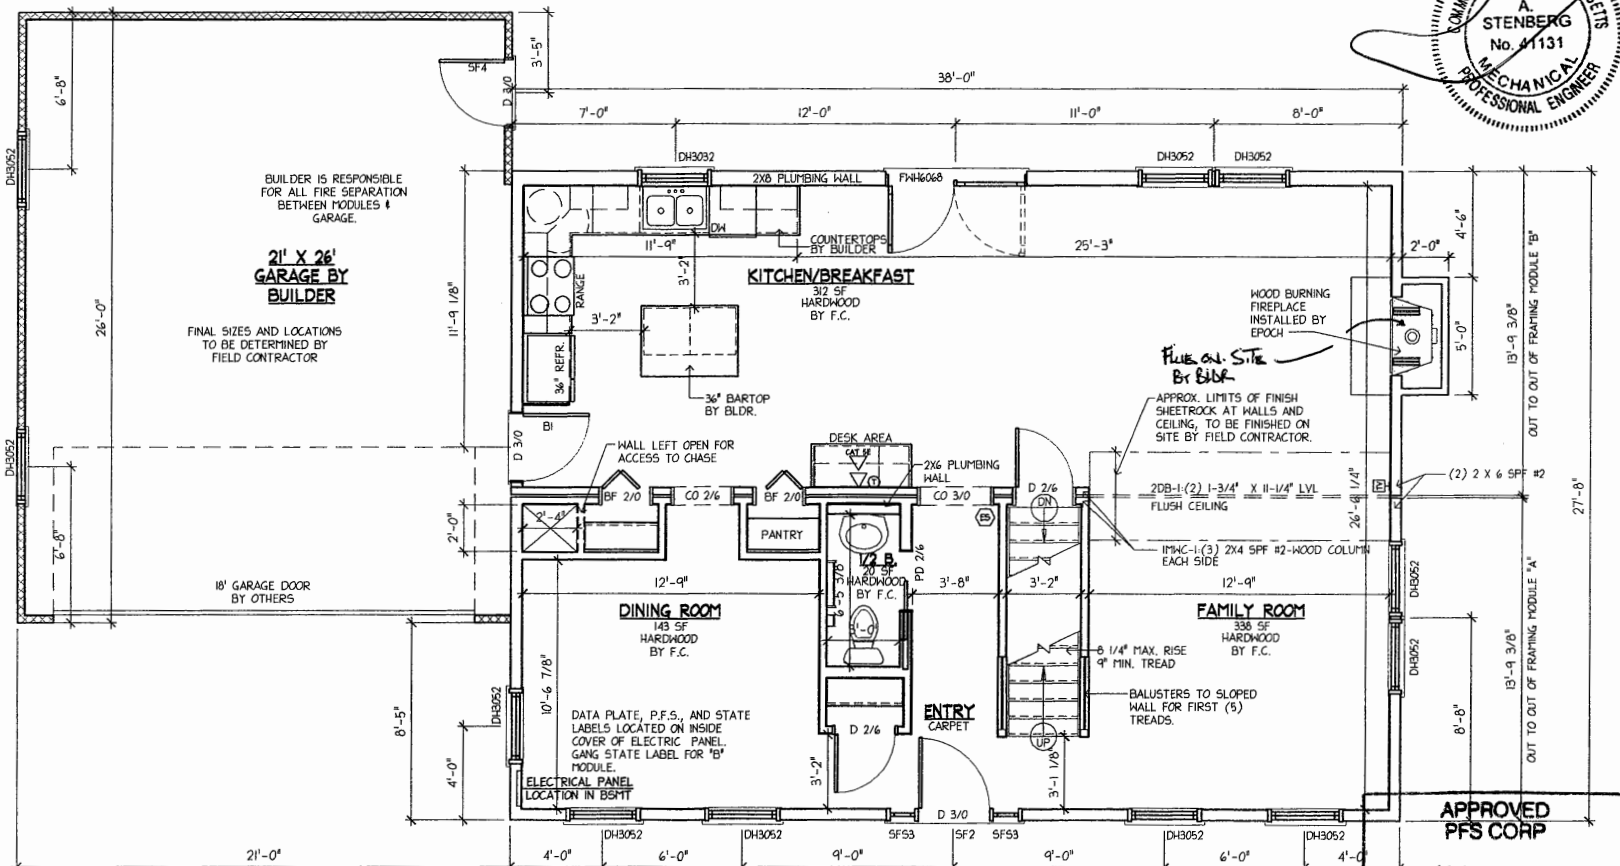 COMM
ETTS
A.
STENBERG
No. 41131
MECHANICAL
PROFESSIONAL ENGINEER
38'-0"
7'-0"
12'-0"
11'-0"
8'-0"
3'-5"
SF4
D 3/0
6'-8"
DH3052
DH3032
2X8 PLUMBING WALL
FWH6068
DH3052
DH3052
BUILDER IS RESPONSIBLE
FOR ALL FIRE SEPARATION
BETWEEN MODULES &
GARAGE.
21' X 26'
GARAGE BY
BUILDER
FINAL SIZES AND LOCATIONS
TO BE DETERMINED BY
FIELD CONTRACTOR
26'-0"
11'-9 1/8"
DW
COUNTERTOPS
BY BUILDER
11'-9"
25'-3"
2'-0"
4'-6"
3'-2"
KITCHEN/BREAKFAST
312 SF
HARDWOOD
BY F.C.
RANGE
3'-2"
36" REFR.
36" BARTOP
BY BLDR.
WOOD BURNING
FIREPLACE
INSTALLED BY
EPOCH
5'-0"
FLUE ON. SITE
BY BLDR
APPROX. LIMITS OF FINISH
SHEETROCK AT WALLS AND
CEILING, TO BE FINISHED ON
SITE BY FIELD CONTRACTOR.
13'-9 3/8"
OUT TO OUT OF FRAMING MODULE "B"
27'-8"
DH3052
D 3/0
B1
WALL LEFT OPEN FOR
ACCESS TO CHASE
DESK AREA
CAT 5E
T
2X6 PLUMBING
WALL
BF 2/0
CO 2/6
BF 2/0
CO 3/0
D 2/6
DN
ES
2DB-1:(2) 1-3/4" X 11-1/4" LVL
FLUSH CEILING
26'-6 1/4"
(2) 2 X 6 SPF #2
2'-0"
2'-4"
PANTRY
1/2 B.
20 SF
HARDWOOD
BY F.C.
6'-5 3/8"
PD 2/6
1MWC-1:(3) 2X4 SPF #2-WOOD COLUMN
EACH SIDE
6'-8"
18' GARAGE DOOR
BY OTHERS
12'-9"
3'-8"
3'-2"
12'-9"
DH3052
DINING ROOM
143 SF
HARDWOOD
BY F.C.
FAMILY ROOM
338 SF
HARDWOOD
BY F.C.
8 1/4" MAX. RISE
9" MIN. TREAD
DH3052
13'-9 3/8"
OUT TO OUT OF FRAMING MODULE "A"
10'-6 7/8"
BALUSTERS TO SLOPED
WALL FOR FIRST (5)
TREADS.
8'-5"
DH3052
DATA PLATE, P.F.S., AND STATE
LABELS LOCATED ON INSIDE
COVER OF ELECTRIC PANEL.
GANG STATE LABEL FOR "B"
MODULE.
ENTRY
CARPET
D 2/6
UP
8'-8"
4'-0"
3'-2"
3'-1 1/8"
ELECTRICAL PANEL
LOCATION IN BSMT
D 3/0
APPROVED
PFS CORP
DH3052
DH3052
SFS3
SF2
SFS3
DH3052
DH3052
21'-0"
4'-0"
6'-0"
9'-0"
9'-0"
6'-0"
4'-0"